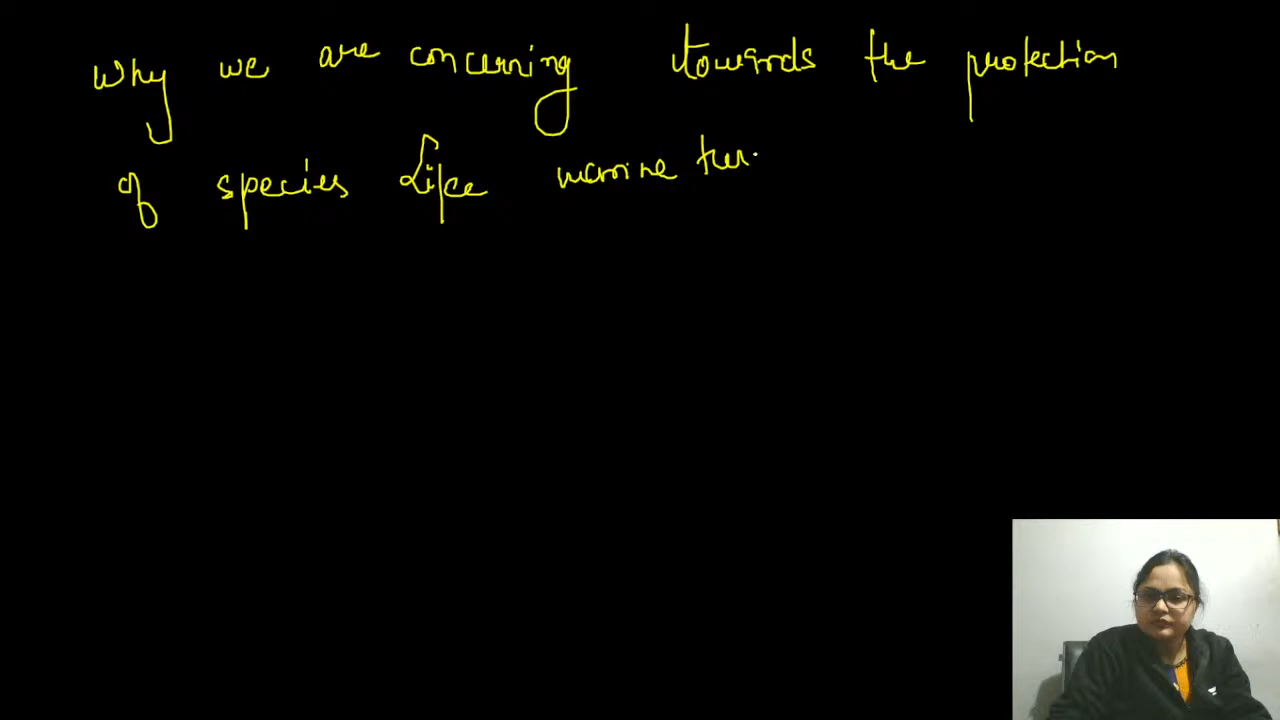 Why we are concerning towards the protection
of species Like marine tur